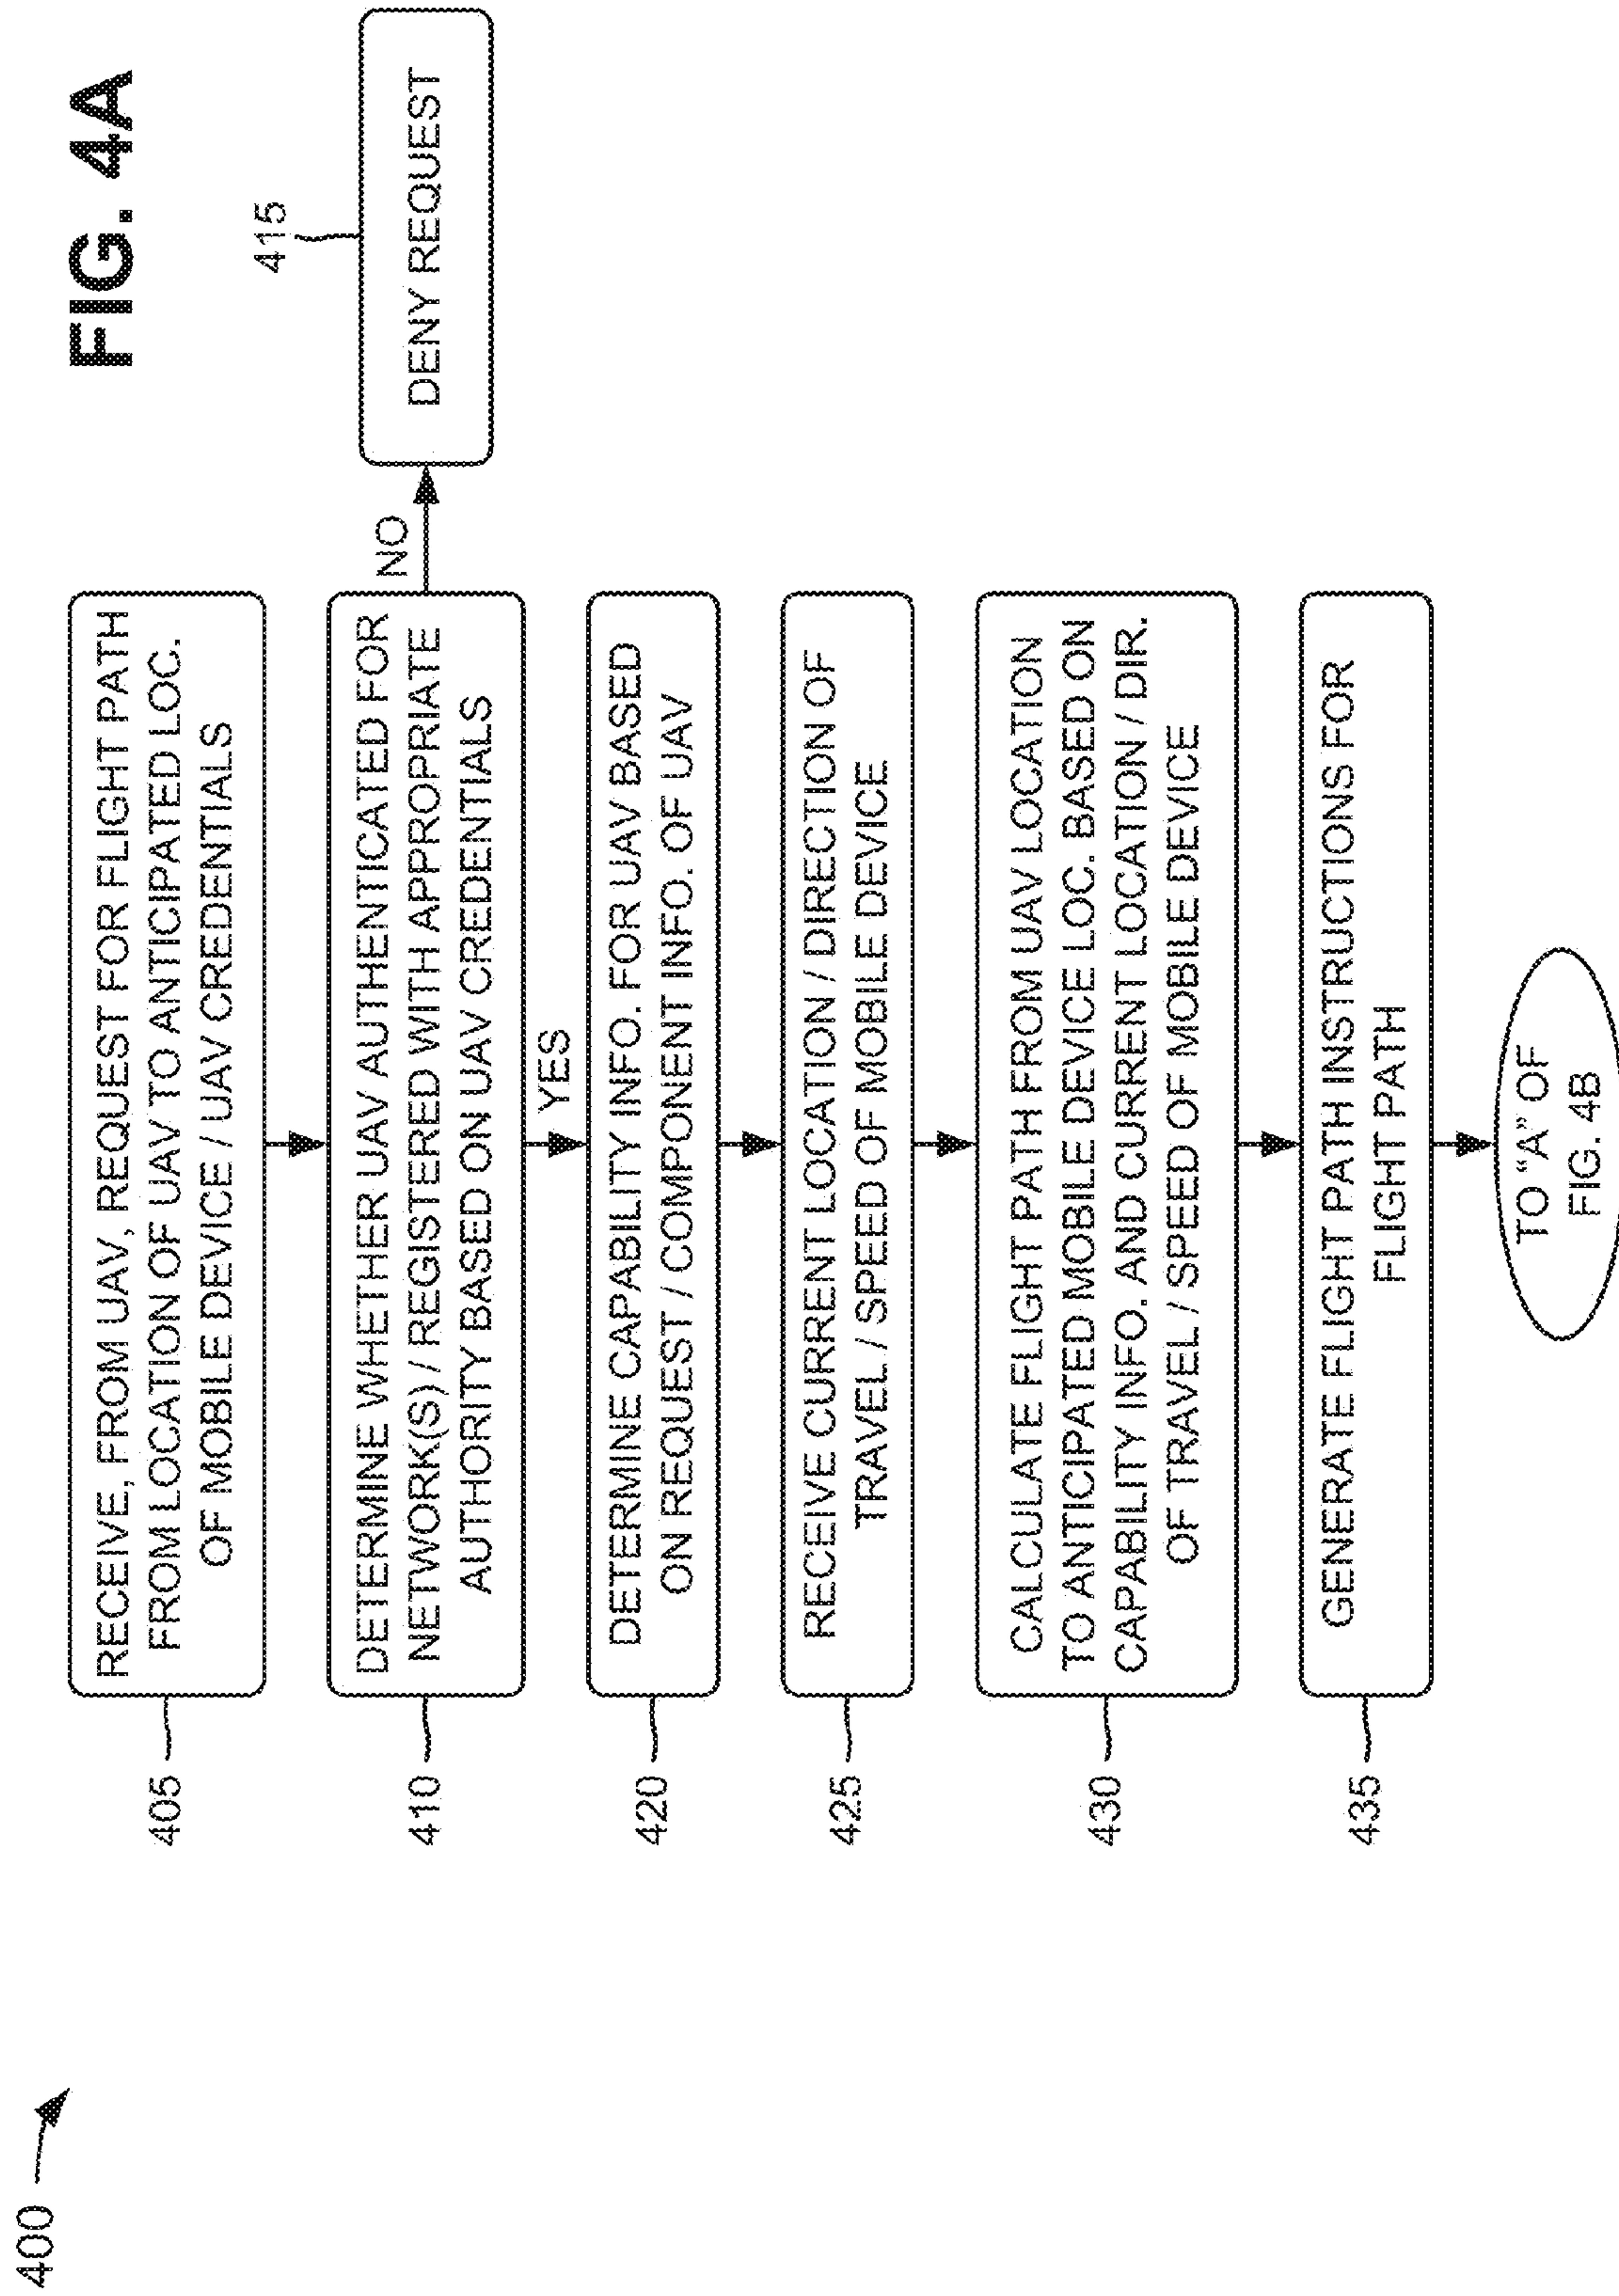 400
FIG. 4A
405
RECEIVE, FROM UAV, REQUEST FOR FLIGHT PATH
FROM LOCATION OF UAV TO ANTICIPATED LOC.
OF MOBILE DEVICE / UAV CREDENTIALS
410
DETERMINE WHETHER UAV AUTHENTICATED FOR
NETWORK(S) / REGISTERED WITH APPROPRIATE
AUTHORITY BASED ON UAV CREDENTIALS
NO
415
DENY REQUEST
YES
420
DETERMINE CAPABILITY INFO. FOR UAV BASED
ON REQUEST / COMPONENT INFO. OF UAV
425
RECEIVE CURRENT LOCATION / DIRECTION OF
TRAVEL / SPEED OF MOBILE DEVICE
430
CALCULATE FLIGHT PATH FROM UAV LOCATION
TO ANTICIPATED MOBILE DEVICE LOC. BASED ON
CAPABILITY INFO. AND CURRENT LOCATION / DIR.
OF TRAVEL / SPEED OF MOBILE DEVICE
435
GENERATE FLIGHT PATH INSTRUCTIONS FOR
FLIGHT PATH
TO "A" OF
FIG. 4B